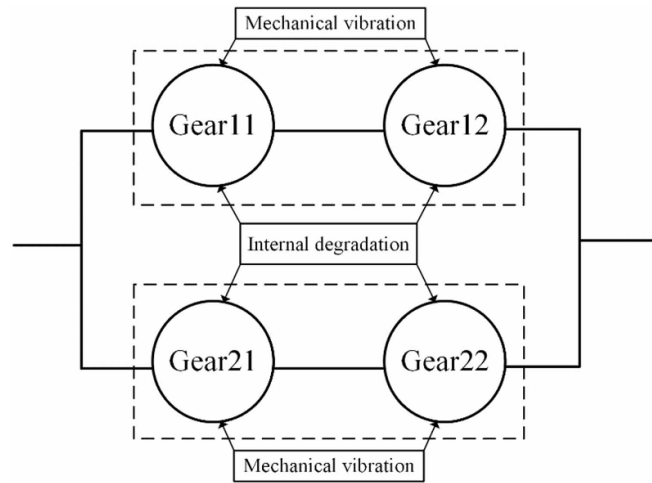 Mechanical vibration
Gear11
Gear12
Internal degradation
Gear21
Gear22
Mechanical vibration